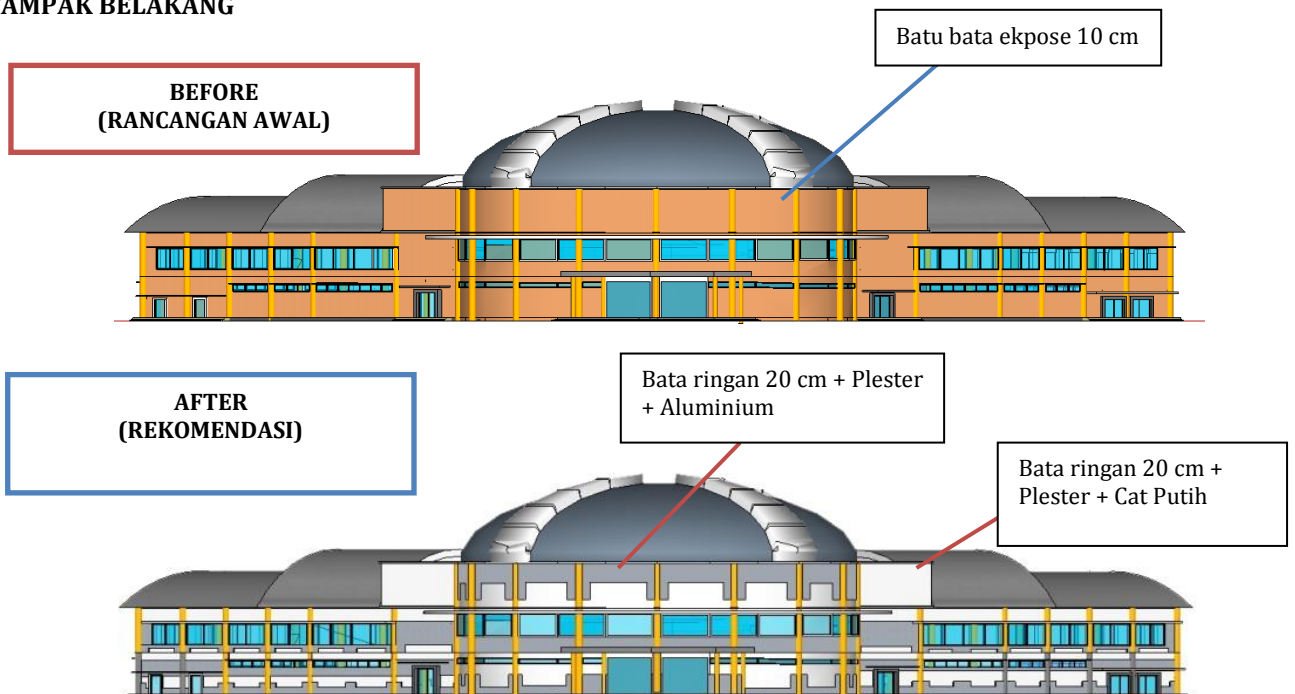 TAMPAK BELAKANG
Batu bata ekpose 10 cm
BEFORE
(RANCANGAN AWAL)
Bata ringan 20 cm + Plester
+ Aluminium
AFTER
(REKOMENDASI)
Bata ringan 20 cm +
Plester + Cat Putih